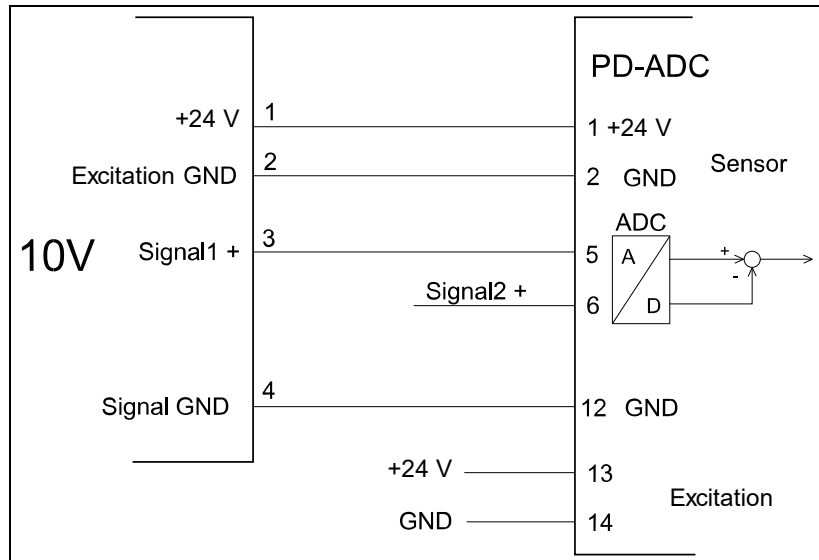 PD-ADC
+24 V 1 1 +24 V
Excitation GND 2 2 GND Sensor
ADC
10V Signal1 + 3 5 A + 
Signal2 + 6 D -
Signal GND 4 12 GND
+24 V 13
Excitation
GND 14